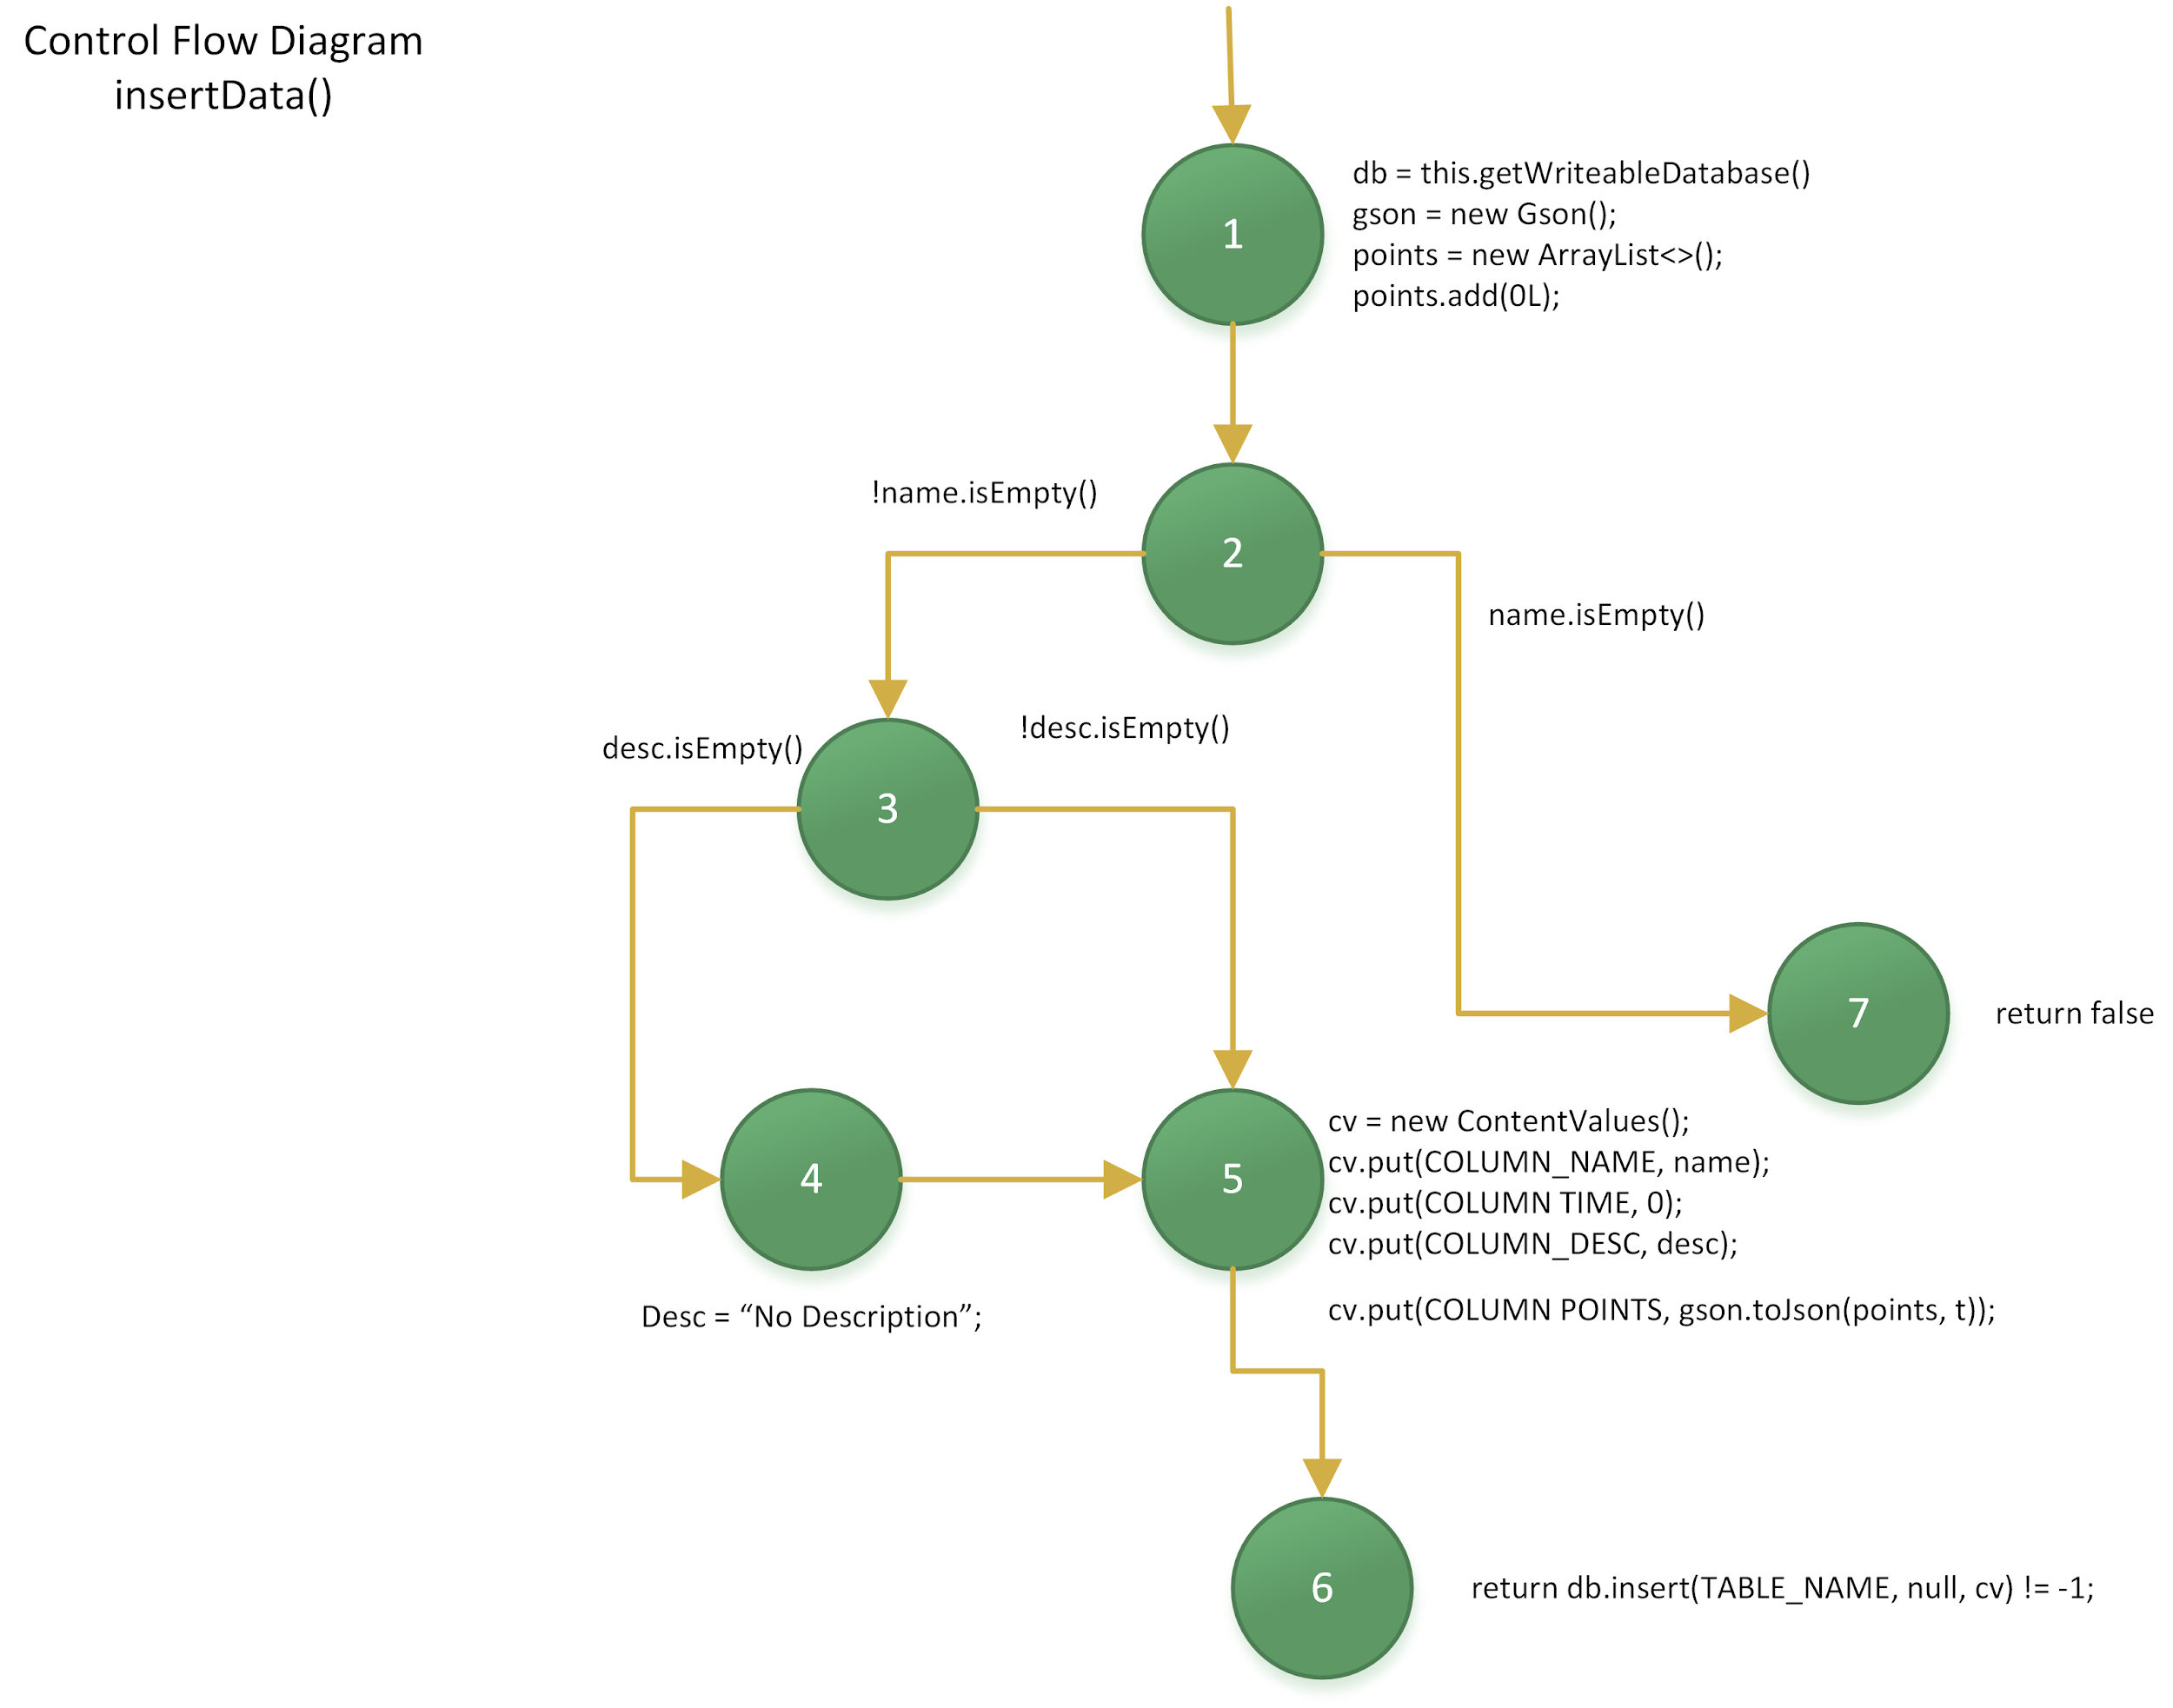 Control Flow Diagram
insertData()
1
db = this.getWriteableDatabase()
gson = new Gson();
points = new ArrayList<>();
points.add(0L);
!name.isEmpty()
2
name.isEmpty()
desc.isEmpty()
!desc.isEmpty()
3
7
return false
4
Desc = “No Description”;
5
cv = new ContentValues();
cv.put(COLUMN_NAME, name);
cv.put(COLUMN TIME, 0);
cv.put(COLUMN_DESC, desc);
cv.put(COLUMN POINTS, gson.toJson(points, t));
6
return db.insert(TABLE_NAME, null, cv) != -1;